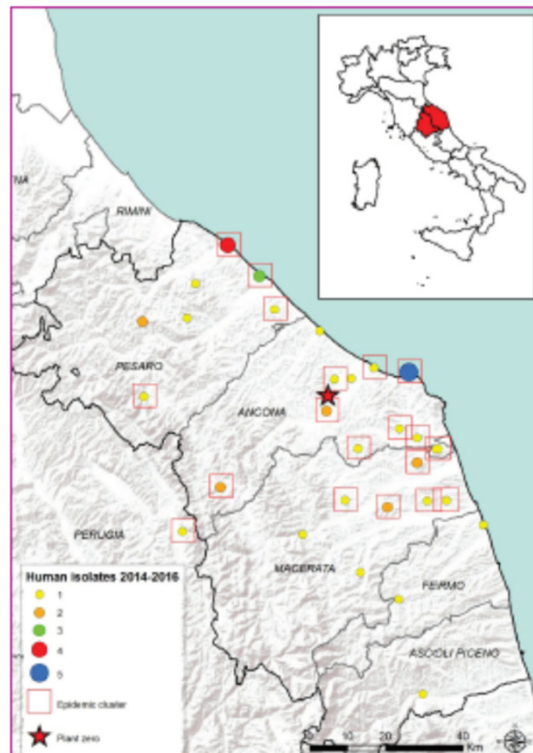 NA
RIMINI
PESARO
ANCONA
PERUGIA
MACERATA
FERMO
ASCOLI PICENO
Human isolates 2014-2016
1
2
3
4
5
Epidemic cluster
Plant zero
0
10
20
40
Km